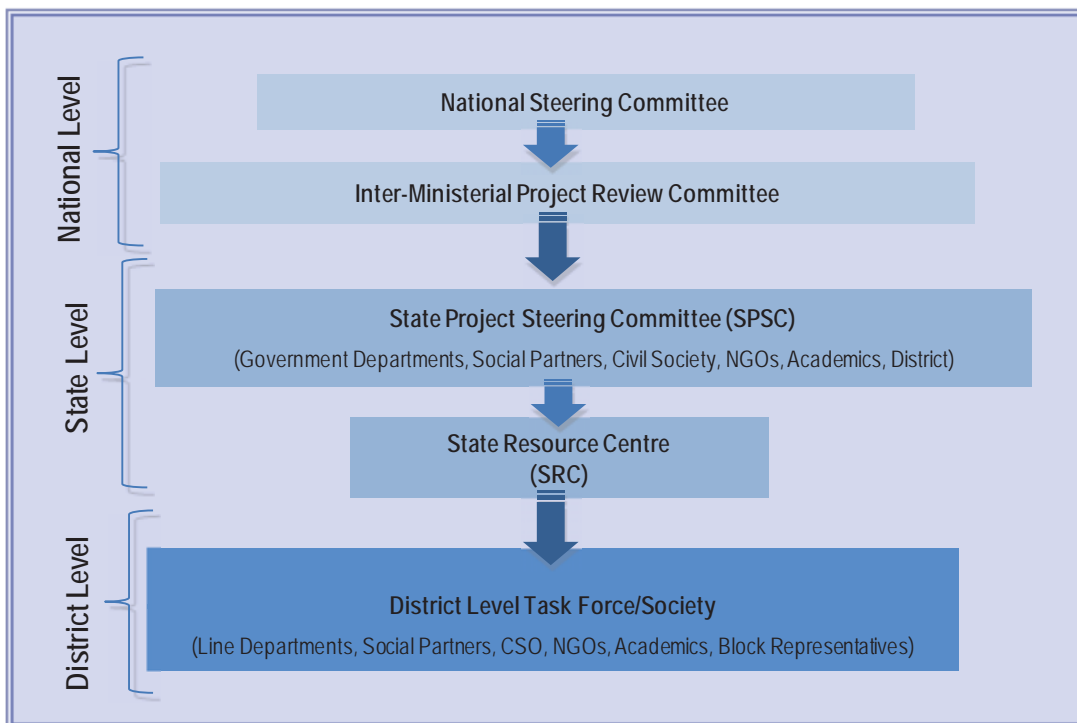 National Level
National Steering Committee
Inter-Ministerial Project Review Committee
State Level
State Project Steering Committee (SPSC)
(Government Departments, Social Partners, Civil Society, NGOs, Academics, District)
State Resource Centre
(SRC)
District Level
District Level Task Force/Society
(Line Departments, Social Partners, CSO, NGOs, Academics, Block Representatives)